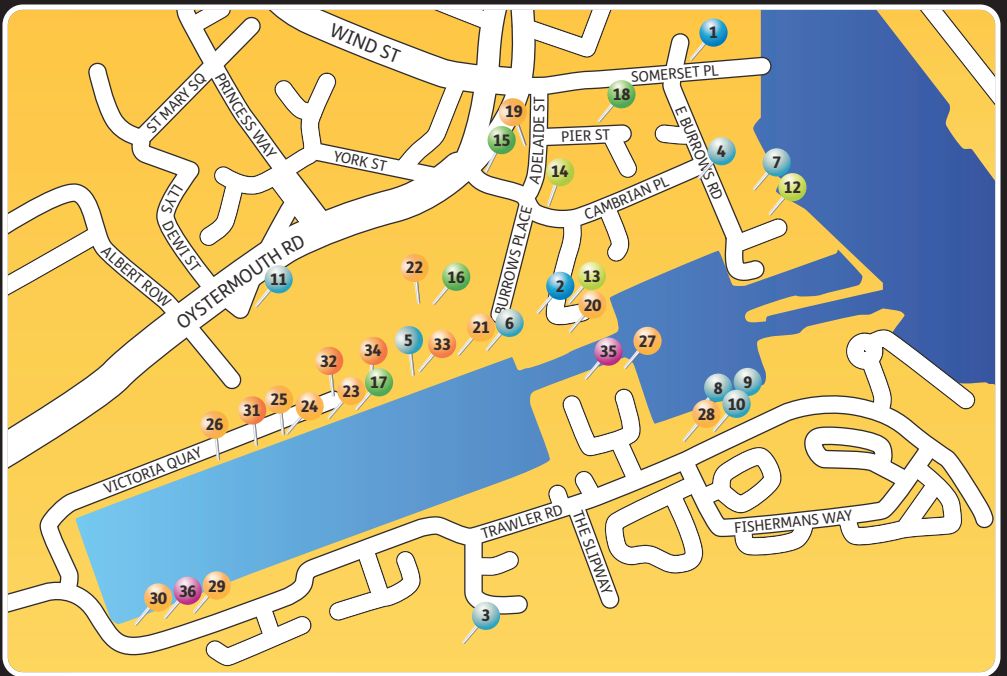 WIND ST
1
SOMERSET PL
18
ST MARY SQ
PRINCESS WAY
19
15
ADELAIDE ST
PIER ST
E BURROWS RD
4
7
12
YORK ST
14
CAMBRIAN PL
LLYS DEWI ST
ALBERT ROW
OYSTERMOUTH RD
11
22
16
BURROWS PLACE
2
13
20
6
21
5
33
34
32
17
23
24
25
31
26
35
27
8
9
10
28
VICTORIA QUAY
TRAWLER RD
THE SLIPWAY
FISHERMANS WAY
30
36
29
3